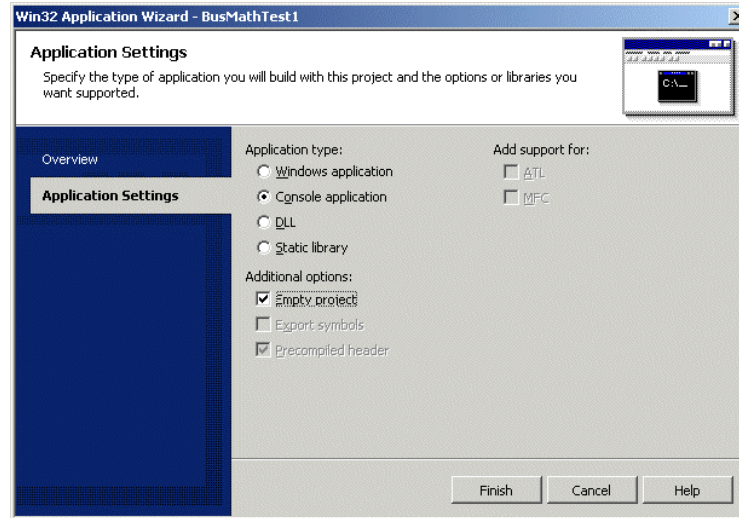 Win32 Application Wizard - BusMathTest1
Application Settings
Specify the type of application you will build with this project and the options or libraries you
want supported.
C:\_
Overview
Application Settings
Application type:
Windows application
Console application
DLL
Static library
Additional options:
Empty project
Export symbols
Precompiled header
Add support for:
ATL
MFC
Finish
Cancel
Help